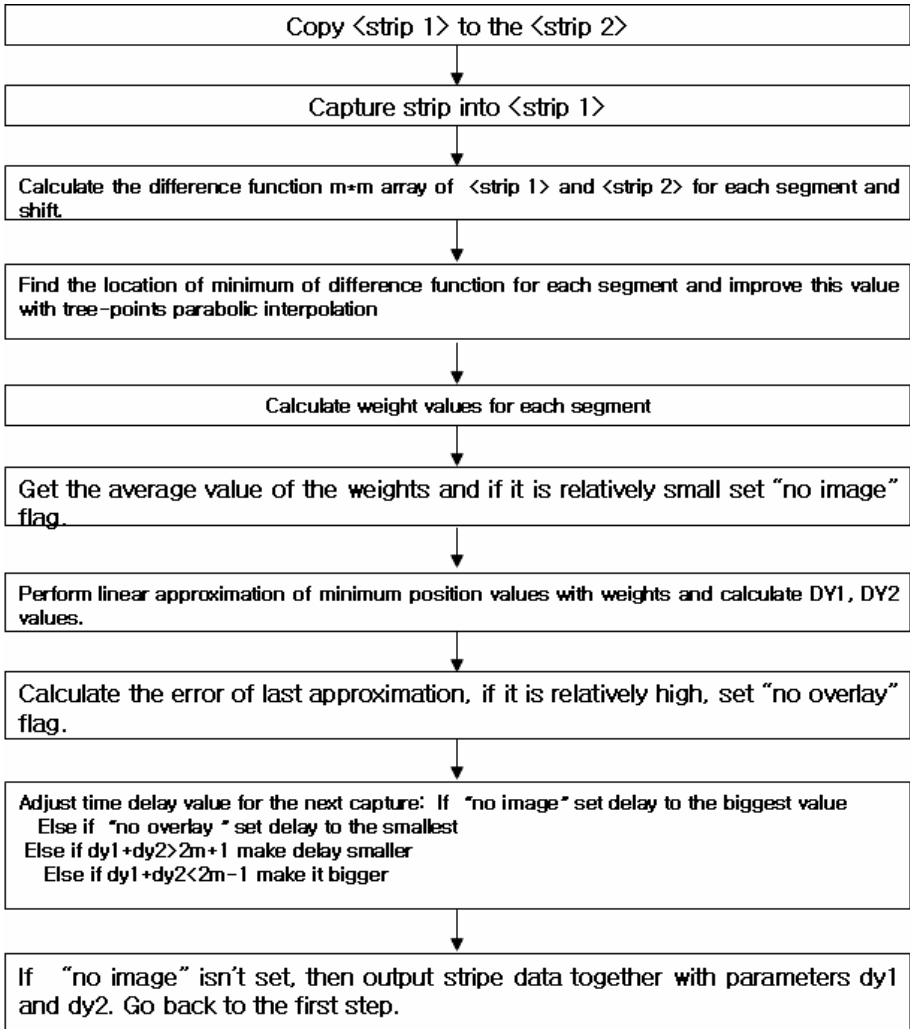 Copy <strip 1> to the <strip 2>
Capture strip into <strip 1>
Calculate the difference function m*m array of <strip 1> and <strip 2> for each segment and
shift.
Find the location of minimum of difference function for each segment and improve this value
with tree-points parabolic interpolation
Calculate weight values for each segment
Get the average value of the weights and if it is relatively small set “no image”
flag.
Perform linear approximation of minimum position values with weights and calculate DY1, DY2
values.
Calculate the error of last approximation, if it is relatively high, set “no overlay”
flag.
Adjust time delay value for the next capture: If “no image” set delay to the biggest value
Else if “no overlay ” set delay to the smallest
Else if dy1+dy2>2m+1 make delay smaller
Else if dy1+dy2<2m-1 make it bigger
If “no image” isn't set, then output stripe data together with parameters dy1
and dy2. Go back to the first step.